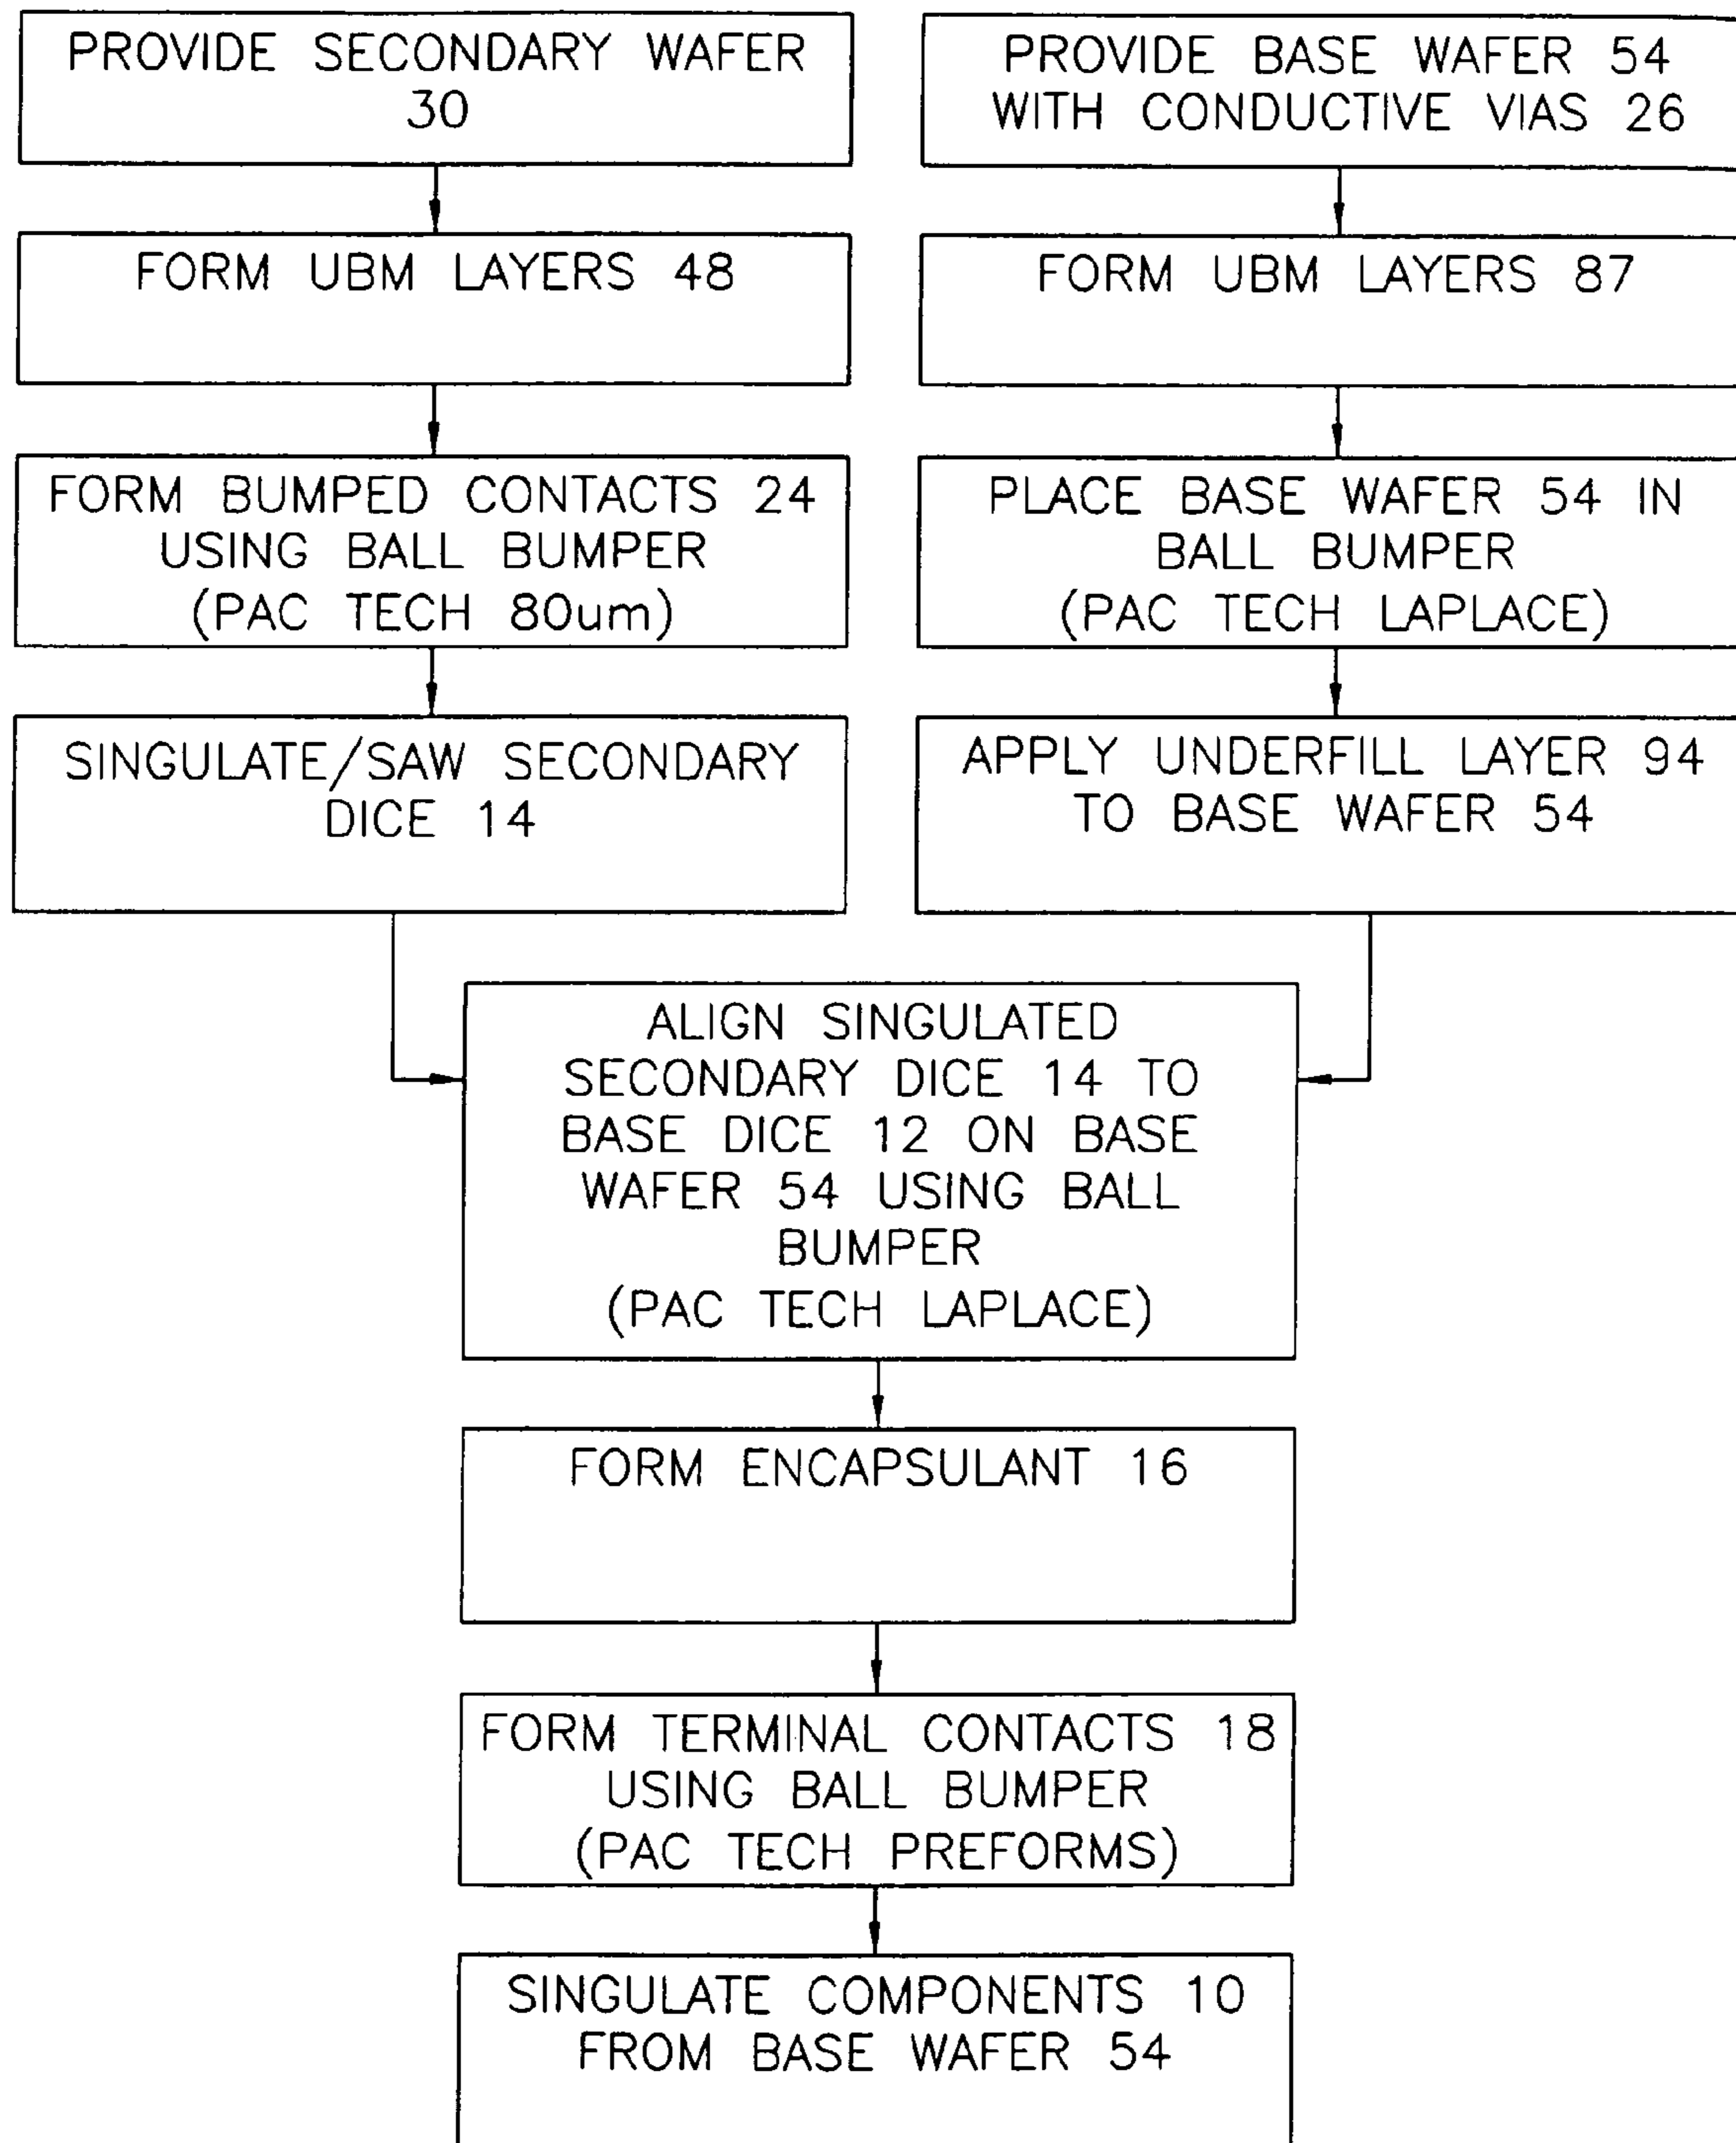 PROVIDE SECONDARY WAFER
30
FORM UBM LAYERS 48
FORM BUMPED CONTACTS 24
USING BALL BUMPER
(PAC TECH 80um)
SINGULATE/SAW SECONDARY
DICE 14
PROVIDE BASE WAFER 54
WITH CONDUCTIVE VIAS 26
FORM UBM LAYERS 87
PLACE BASE WAFER 54 IN
BALL BUMPER
(PAC TECH LAPLACE)
APPLY UNDERFILL LAYER 94
TO BASE WAFER 54
ALIGN SINGULATED
SECONDARY DICE 14 TO
BASE DICE 12 ON BASE
WAFER 54 USING BALL
BUMPER
(PAC TECH LAPLACE)
FORM ENCAPSULANT 16
FORM TERMINAL CONTACTS 18
USING BALL BUMPER
(PAC TECH PREFORMS)
SINGULATE COMPONENTS 10
FROM BASE WAFER 54